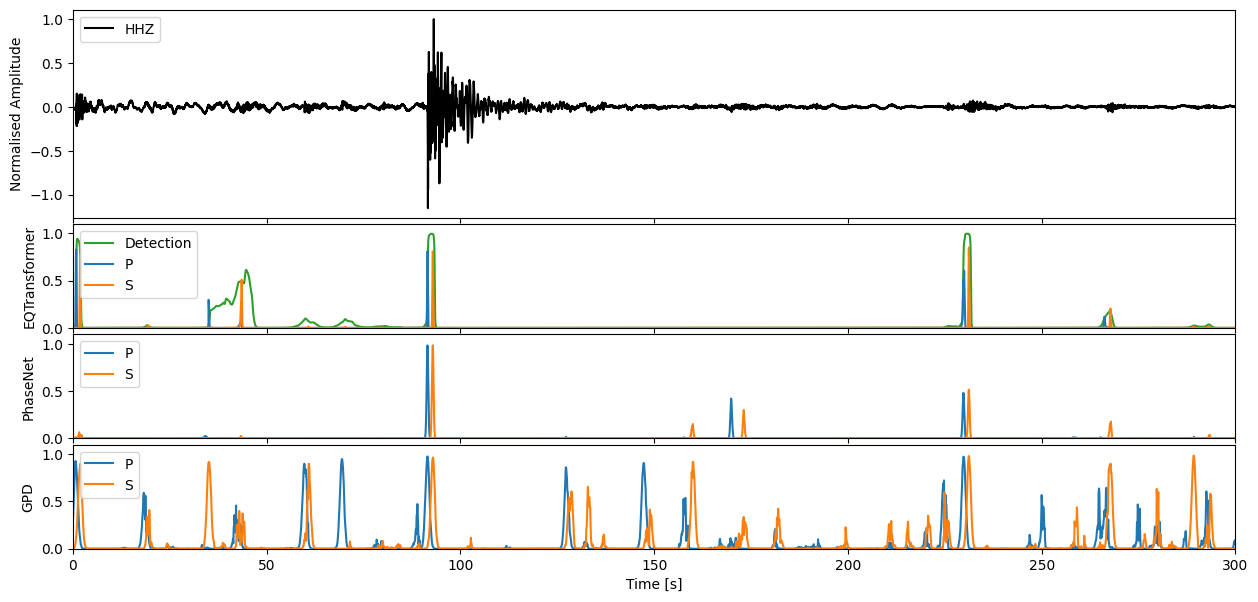 1.0
0.5
0.0
−0.5
−1.0
Normalised Amplitude
HHZ
1.0
0.5
0.0
EQTransformer
Detection
P
S
1.0
0.5
0.0
PhaseNet
P
S
1.0
0.5
0.0
GPD
P
S
0 50 100 150 200 250 300
Time [s]